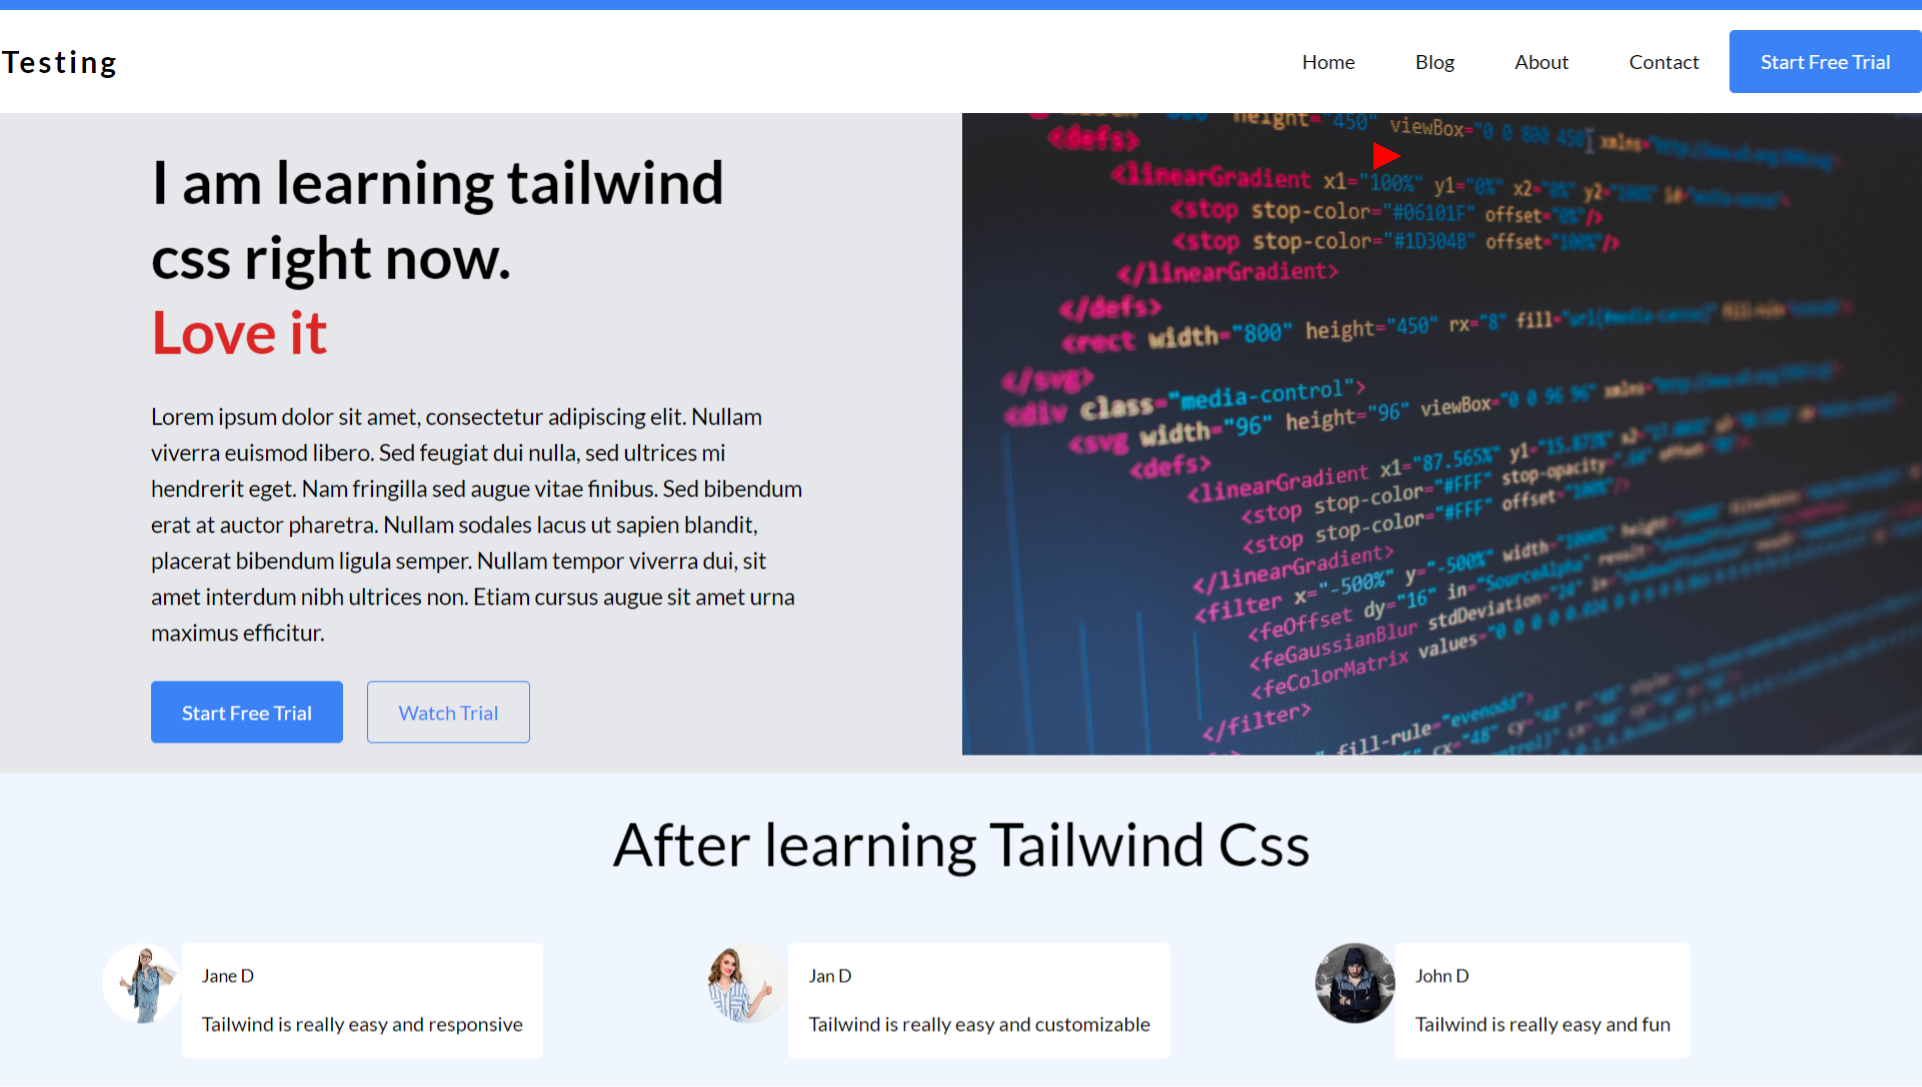 Testing
Home Blog About Contact Start Free Trial
I am learning tailwind
css right now.
Love it
Lorem ipsum dolor sit amet, consectetur adipiscing elit. Nullam
viverra euismod libero. Sed feugiat dui nulla, sed ultrices mi
hendrerit eget. Nam fringilla sed augue vitae finibus. Sed bibendum
erat at auctor pharetra. Nullam sodales lacus ut sapien blandit,
placerat bibendum ligula semper. Nullam tempor viverra dui, sit
amet interdum nibh ultrices non. Etiam cursus augue sit amet urna
maximus efficitur.
Start Free Trial Watch Trial
height="450" viewBox="0 0 800 450"
<defs>
<linearGradient x1="100%" y1="0%" x2="0%" y2="100%"
<stop stop-color="#06101F" offset="0%"/>
<stop stop-color="#1D304B" offset="100%"/>
</linearGradient>
</defs>
<rect width="800" height="450" rx="8" fill=
</svg>
<div class="media-control">
<svg width="96" height="96" viewBox="0 0 96 96"
<defs>
<linearGradient x1="87.565%" y1="15.873%"
<stop stop-color="#FFF" stop-opacity=
<stop stop-color="#FFF" offset="100%"/>
</linearGradient>
<filter x="-500%" y="-500%" width="1000%"
<feOffset dy="16" in="SourceAlpha"
<feGaussianBlur stdDeviation="24"
<feColorMatrix values=
</filter>
fill-rule="evenodd">
cx="48"
After learning Tailwind Css
Jane D
Tailwind is really easy and responsive
Jan D
Tailwind is really easy and customizable
John D
Tailwind is really easy and fun